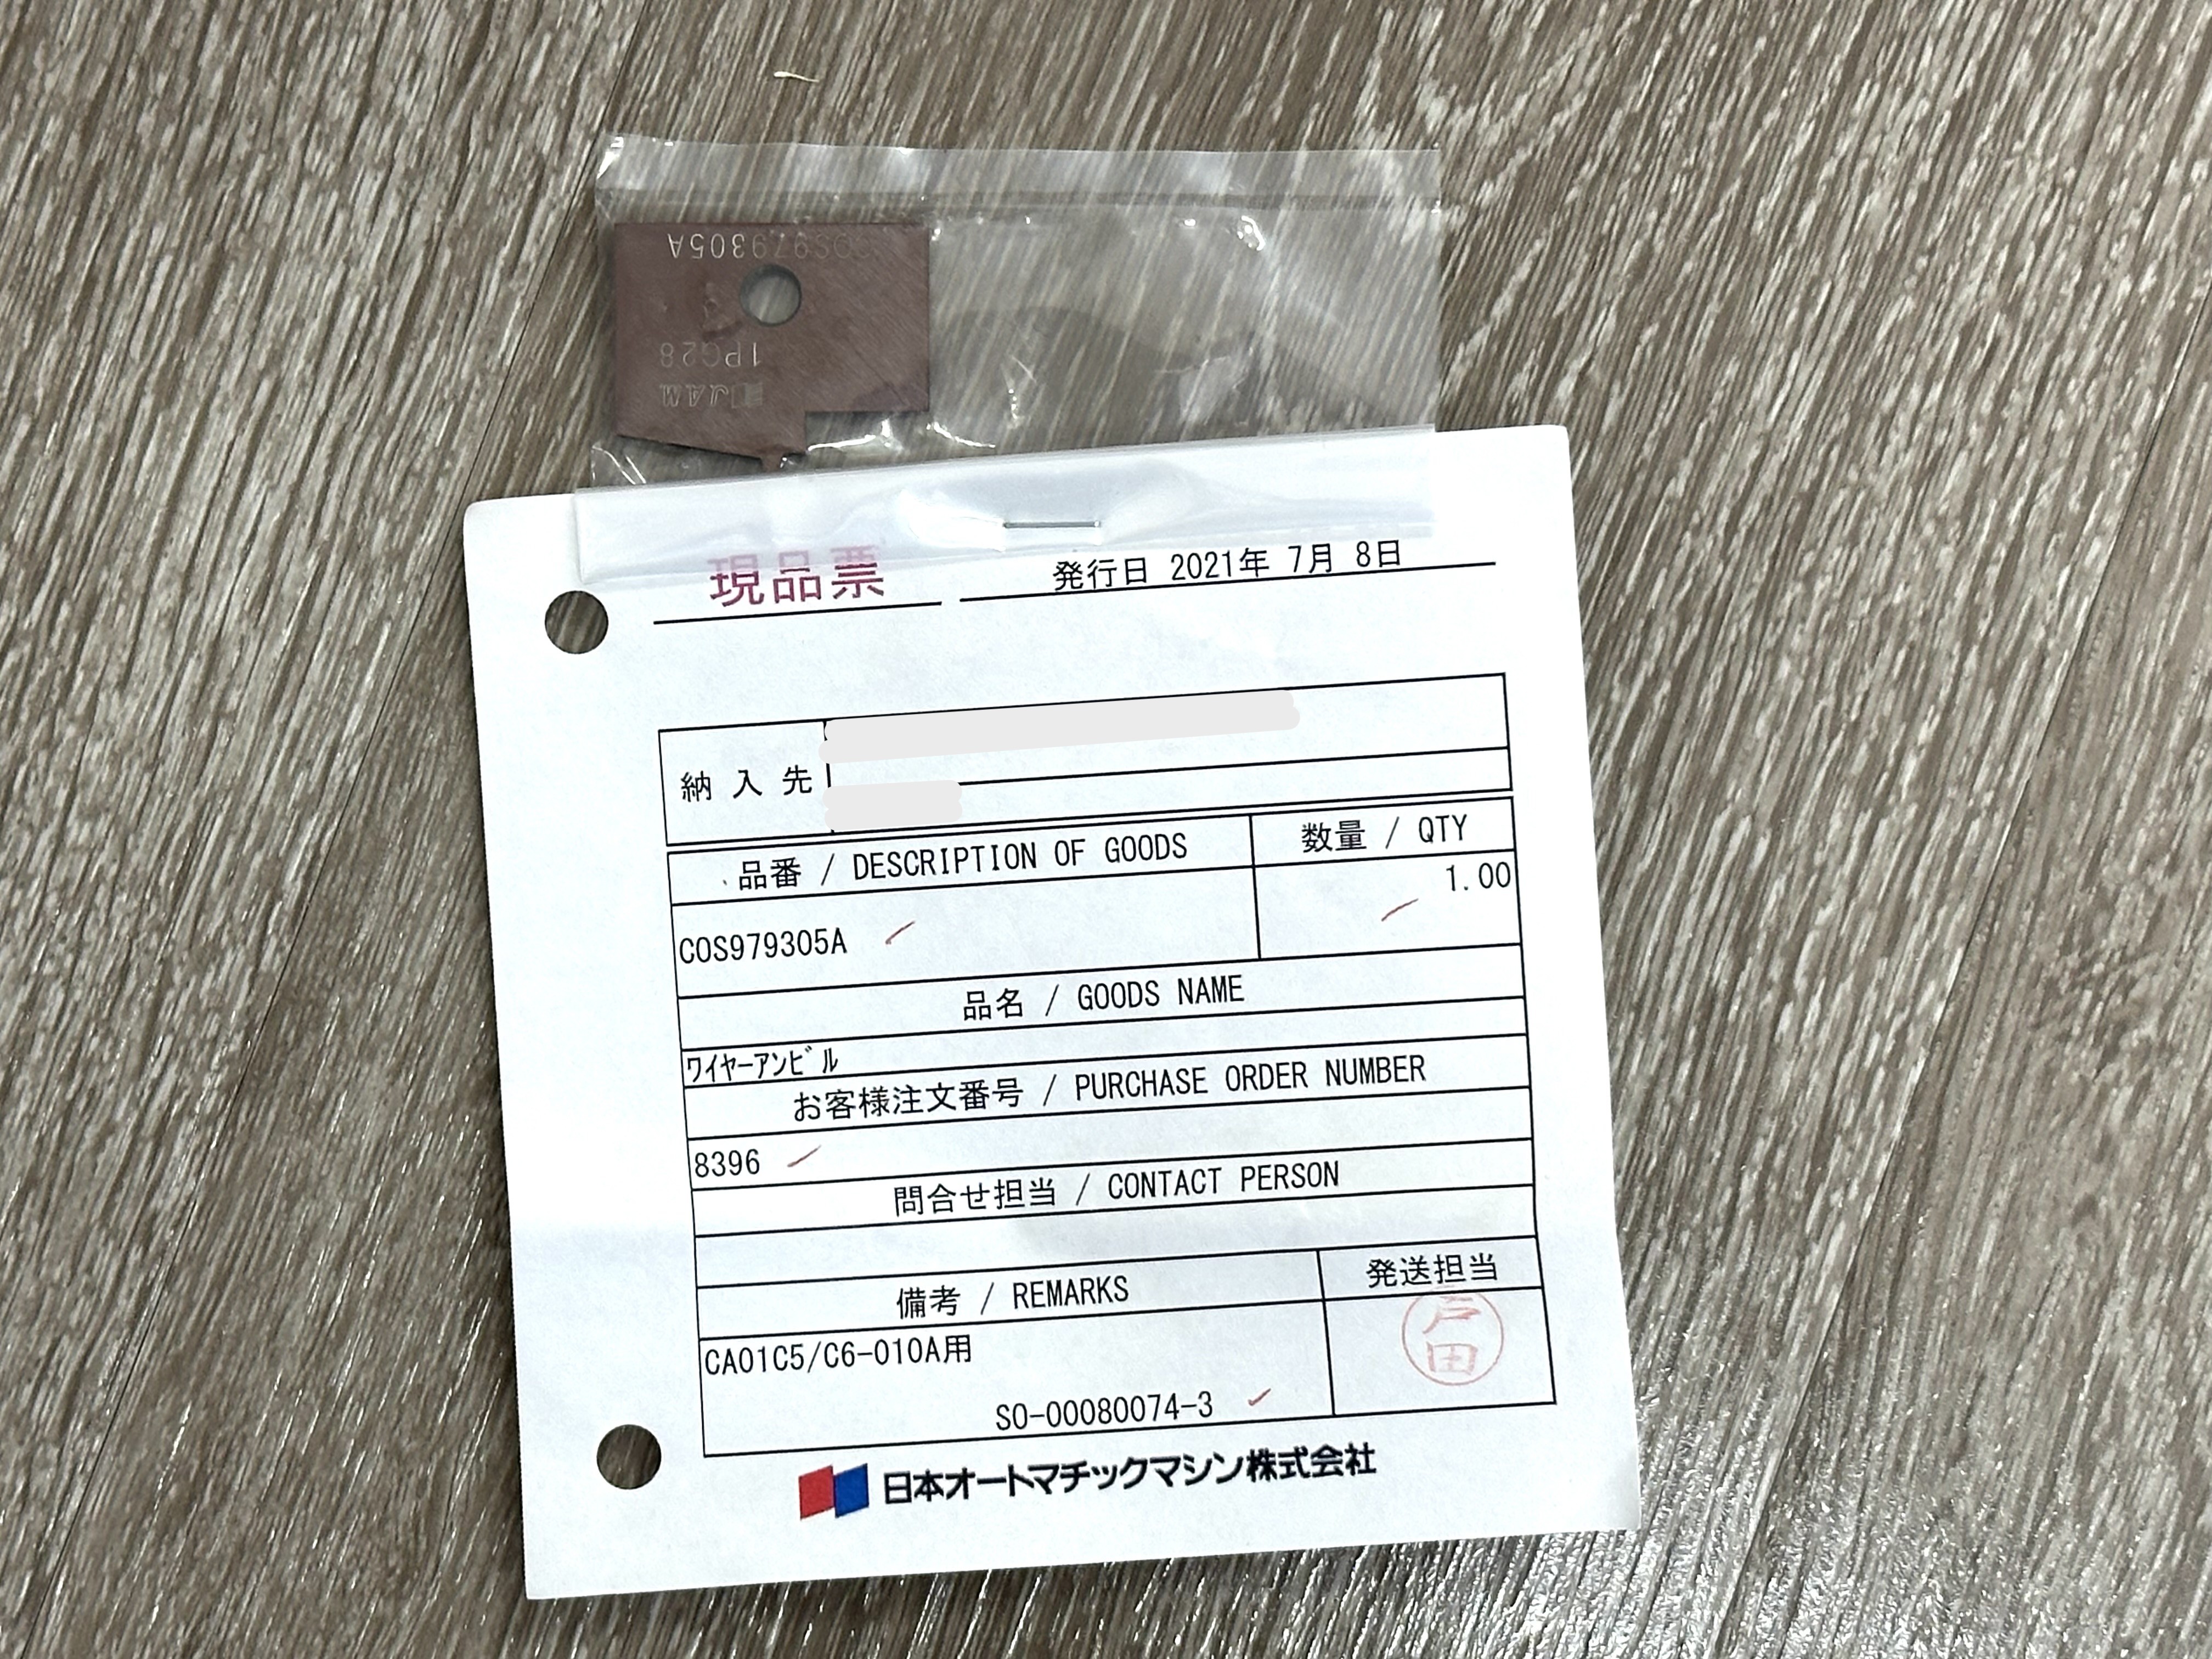 COS979305A
1PG28
JAM
現品票
発行日 2021年 7月 8日
納 入 先
品番 / DESCRIPTION OF GOODS
数量 / QTY
COS979305A
1.00
品名 / GOODS NAME
ﾜｲﾔｰｱﾝﾋﾞﾙ
お客様注文番号 / PURCHASE ORDER NUMBER
8396
問合せ担当 / CONTACT PERSON
備考 / REMARKS
発送担当
CA01C5/C6-010A用
戸田
SO-00080074-3
日本オートマチックマシン株式会社